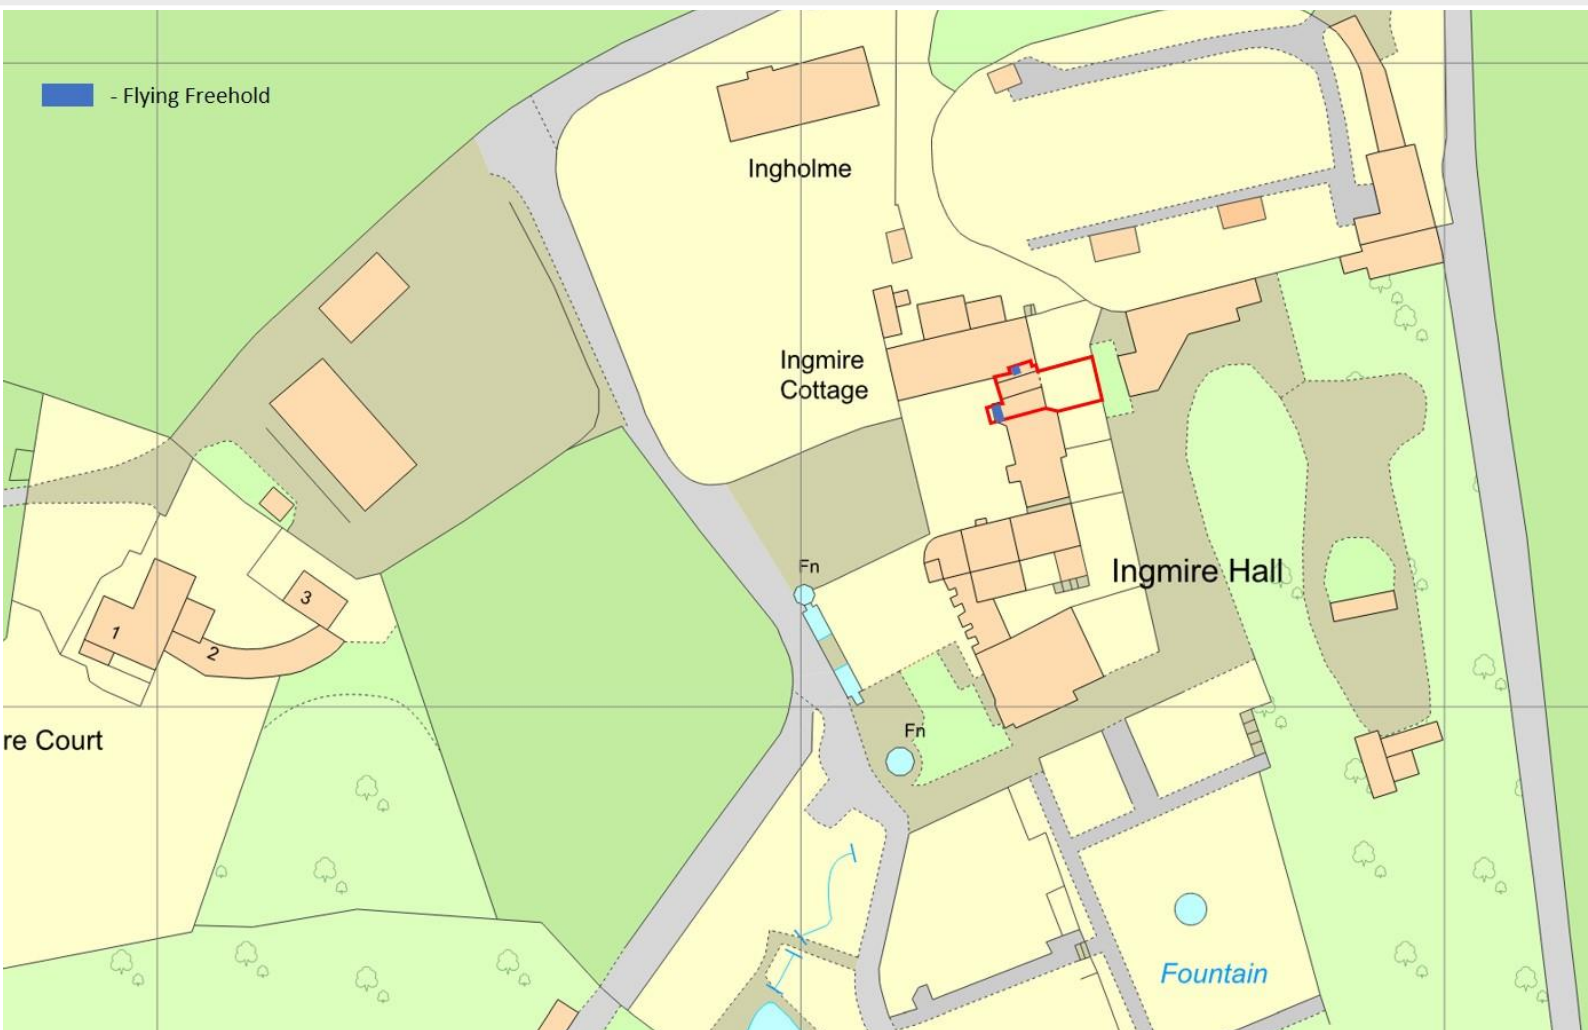 - Flying Freehold
Ingholme
Ingmire
Cottage
Fn
Ingmire Hall
3
1
2
re Court
Fn
Fountain